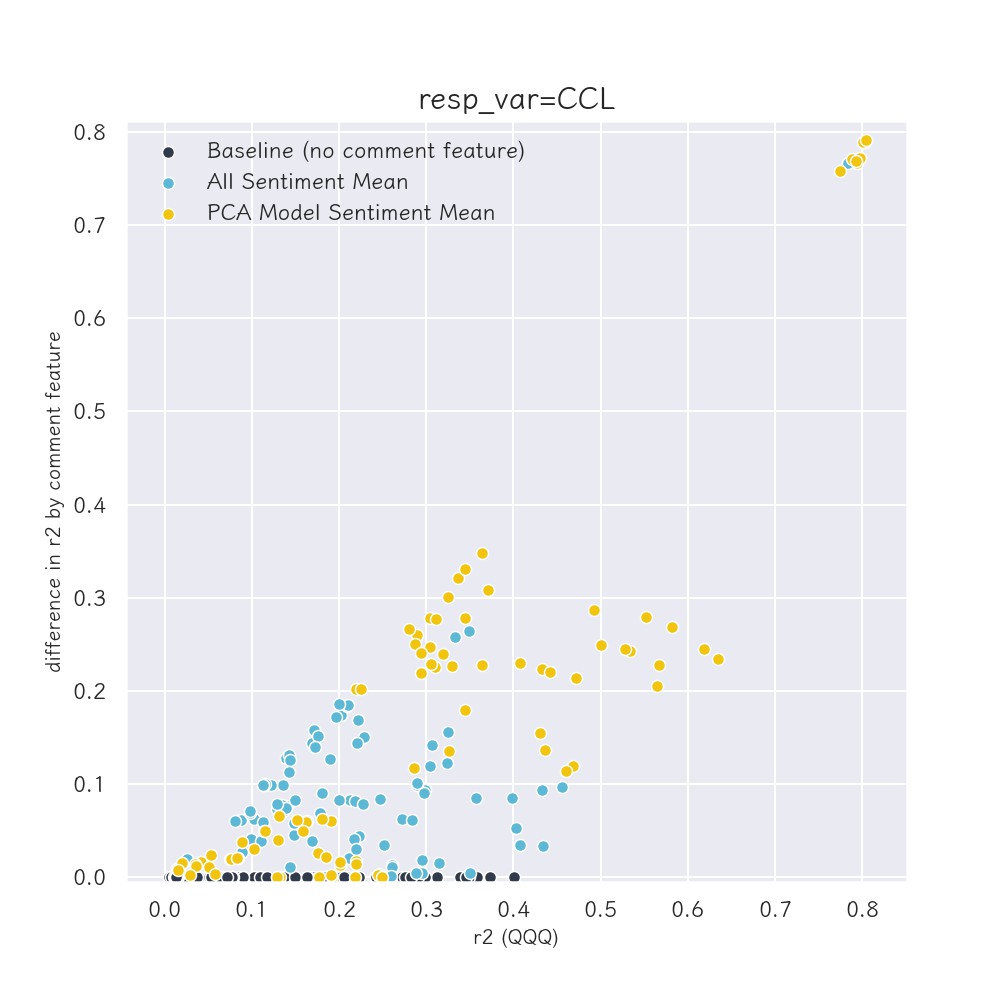 resp_var=CCL
Baseline (no comment feature)
All Sentiment Mean
PCA Model Sentiment Mean
difference in r2 by comment feature
0.8
0.7
0.6
0.5
0.4
0.3
0.2
0.1
0.0
0.0 0.1 0.2 0.3 0.4 0.5 0.6 0.7 0.8
r2 (QQQ)